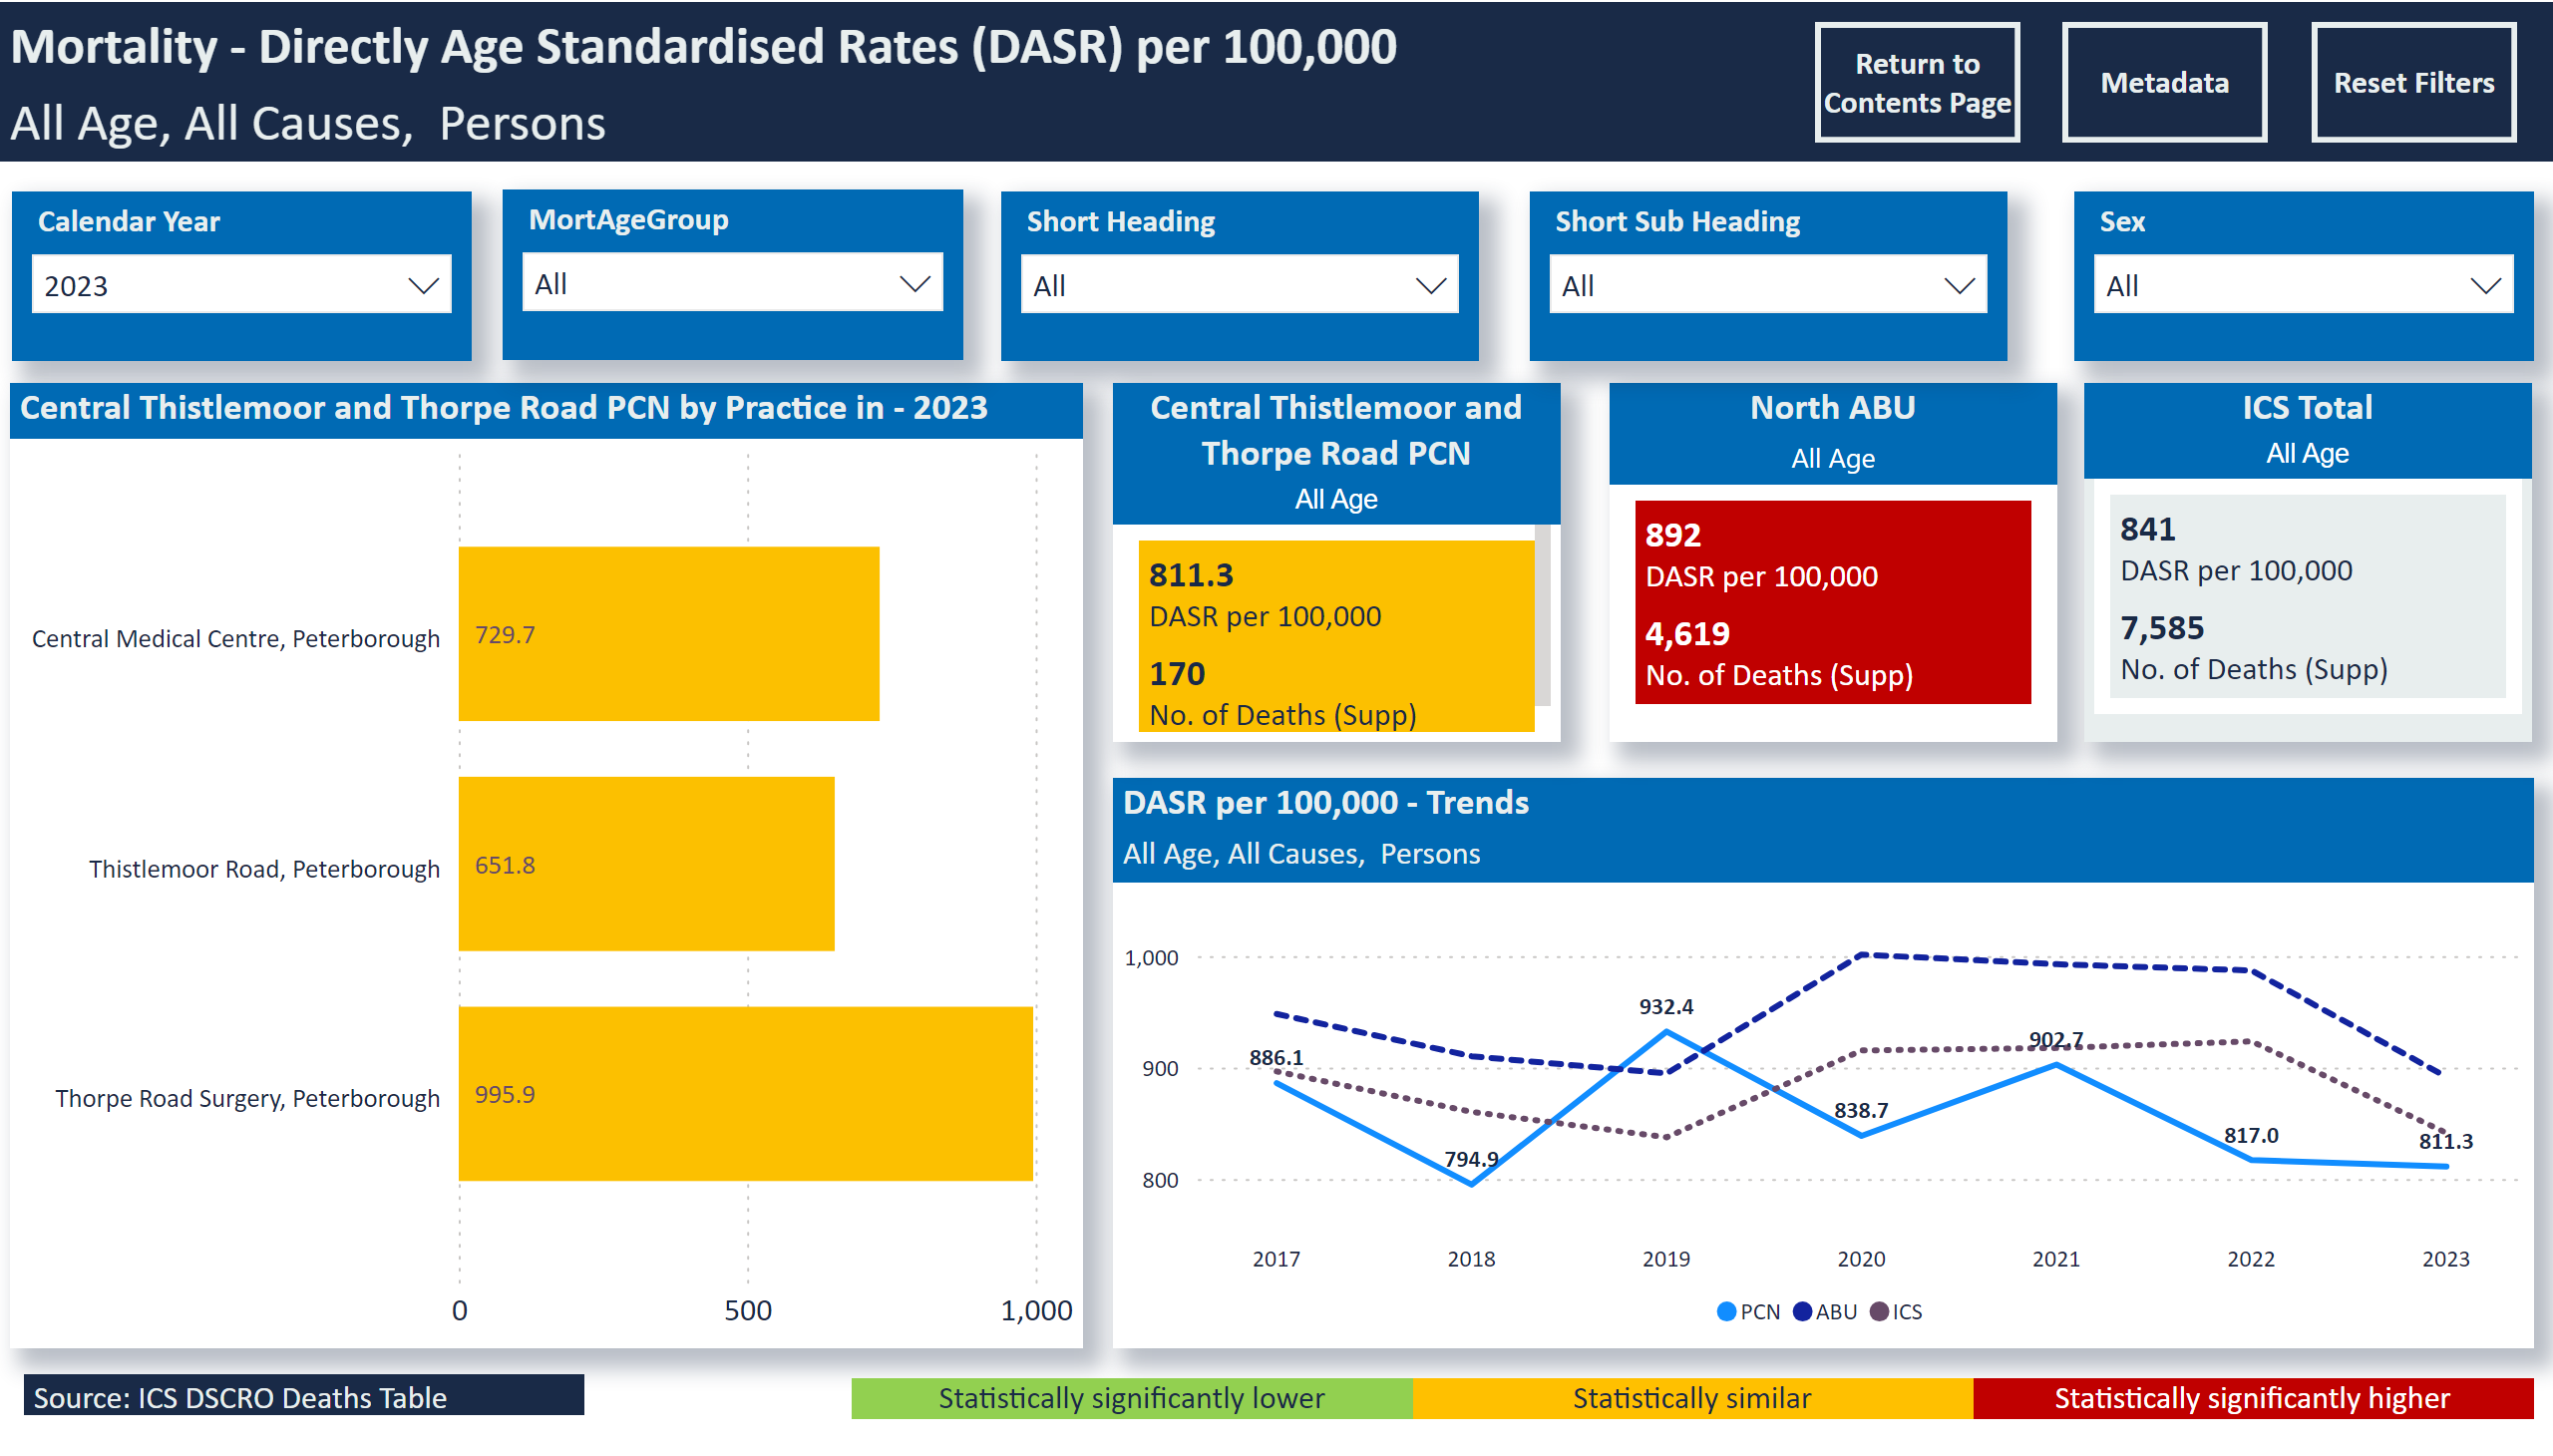 Mortality - Directly Age Standardised Rates (DASR) per 100,000
All Age, All Causes,  Persons
Return to
Contents Page
Metadata
Reset Filters
Calendar Year
2023
MortAgeGroup
All
Short Heading
All
Short Sub Heading
All
Sex
All
Central Thistlemoor and Thorpe Road PCN by Practice in - 2023
Central Medical Centre, Peterborough
729.7
Thistlemoor Road, Peterborough
651.8
Thorpe Road Surgery, Peterborough
995.9
0
500
1,000
Central Thistlemoor and
Thorpe Road PCN
All Age
811.3
DASR per 100,000
170
No. of Deaths (Supp)
North ABU
All Age
892
DASR per 100,000
4,619
No. of Deaths (Supp)
ICS Total
All Age
841
DASR per 100,000
7,585
No. of Deaths (Supp)
DASR per 100,000 - Trends
All Age, All Causes,  Persons
1,000
900
800
886.1
794.9
932.4
838.7
902.7
817.0
811.3
2017
2018
2019
2020
2021
2022
2023
PCN
ABU
ICS
Source: ICS DSCRO Deaths Table
Statistically significantly lower
Statistically similar
Statistically significantly higher